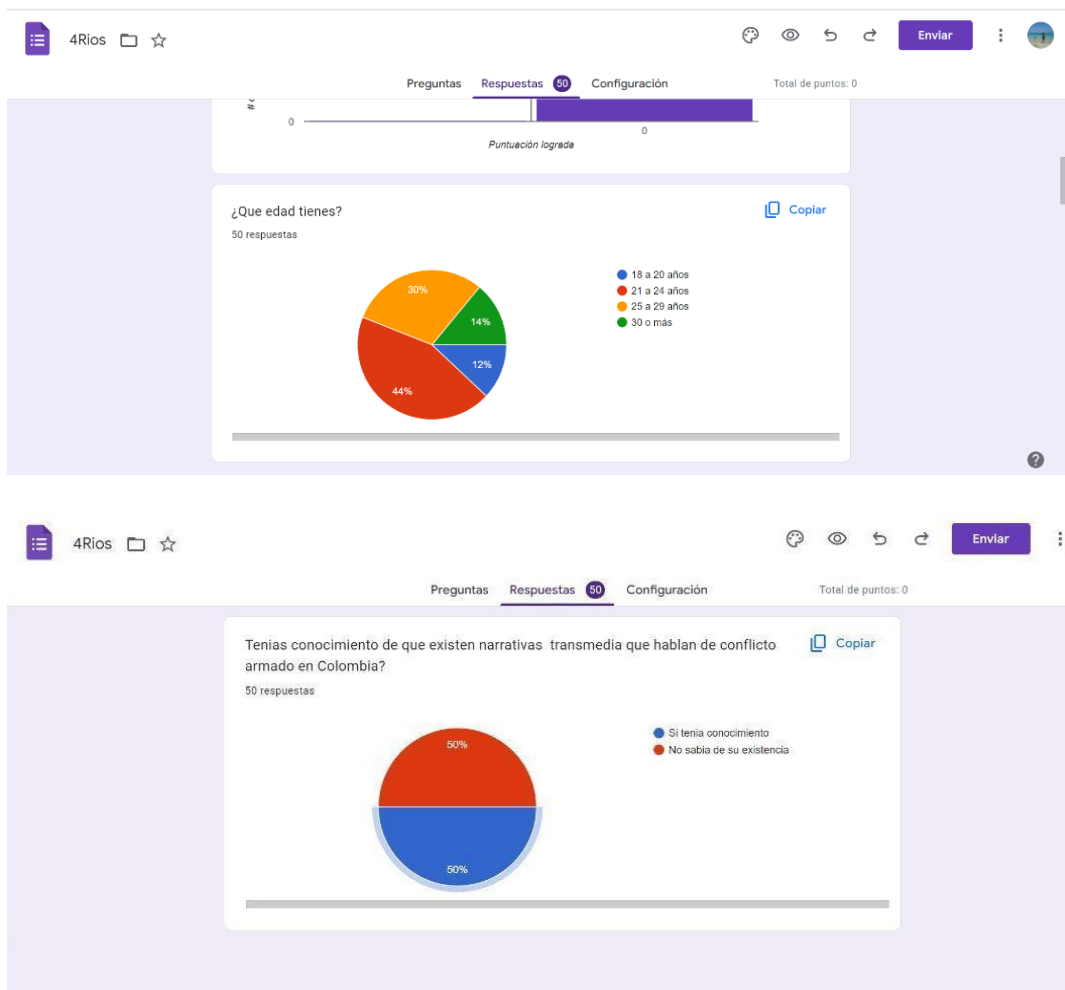 4Rios
Enviar
Preguntas Respuestas 50 Configuración Total de puntos: 0
0
0
Puntuación lograda
¿Que edad tienes?
Copiar
50 respuestas
18 a 20 años
21 a 24 años
25 a 29 años
30 o más
30%
14%
12%
44%
4Rios
Enviar
Preguntas Respuestas 50 Configuración Total de puntos: 0
Tenias conocimiento de que existen narrativas transmedia que hablan de conflicto
armado en Colombia?
Copiar
50 respuestas
Si tenia conocimiento
No sabia de su existencia
50%
50%